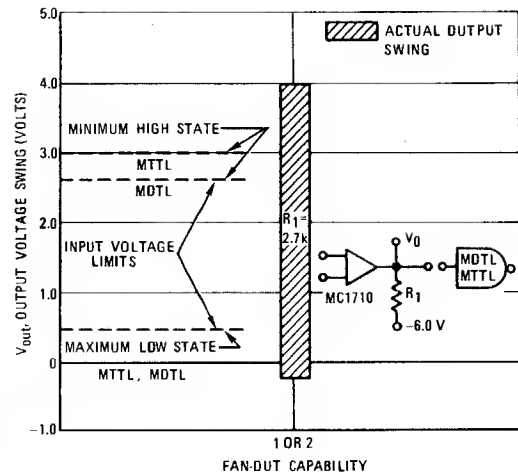 5.0
ACTUAL OUTPUT
SWING
4.0
MINIMUM HIGH STATE
3.0
MTTL
MDTL
2.0
R1 =
2.7k
V0
INPUT VOLTAGE
LIMITS
MDTL
MTTL
MC1710
R1
1.0
-6.0 V
MAXIMUM LOW STATE
0
MTTL, MDTL
-1.0
Vout, OUTPUT VOLTAGE SWING (VOLTS)
1 OR 2
FAN-OUT CAPABILITY